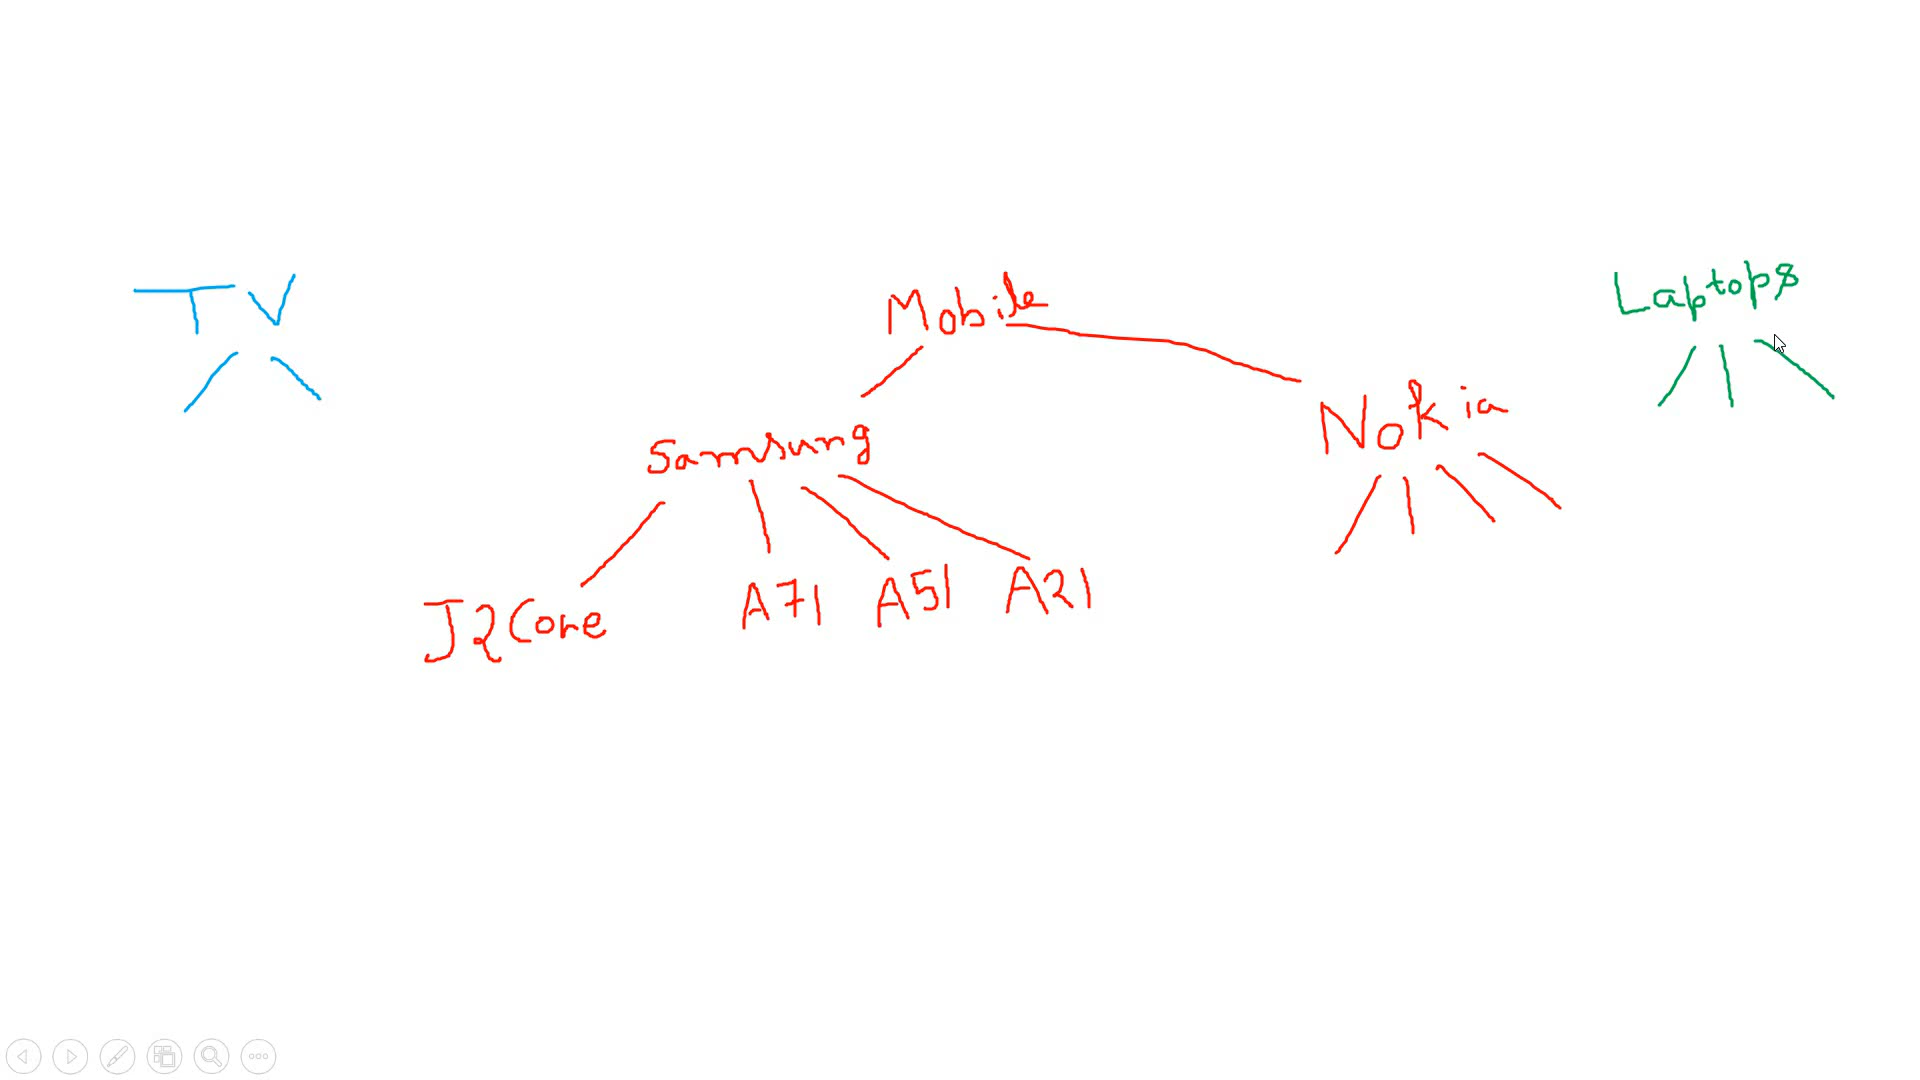 TV
Mobile
Laptops
Samsung
Nokia
J2Core
A71
A51
A21